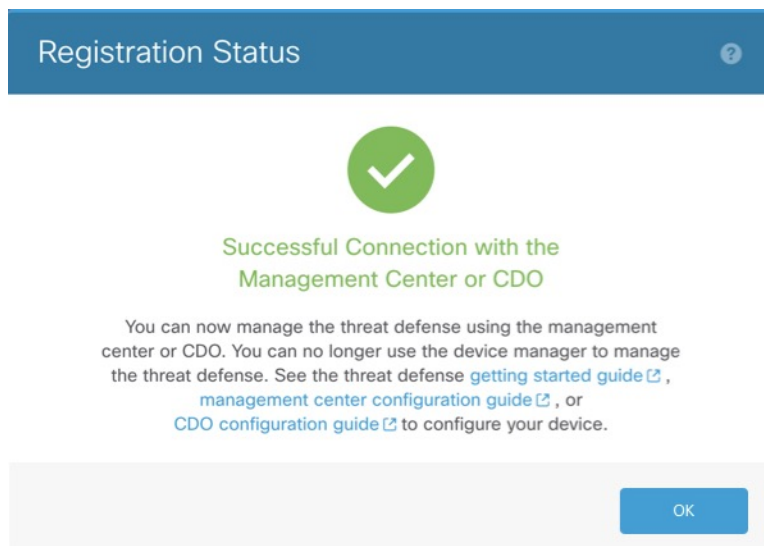 Registration Status
?
Successful Connection with the
Management Center or CDO
You can now manage the threat defense using the management
center or CDO. You can no longer use the device manager to manage
the threat defense. See the threat defense getting started guide ,
management center configuration guide , or
CDO configuration guide to configure your device.
OK